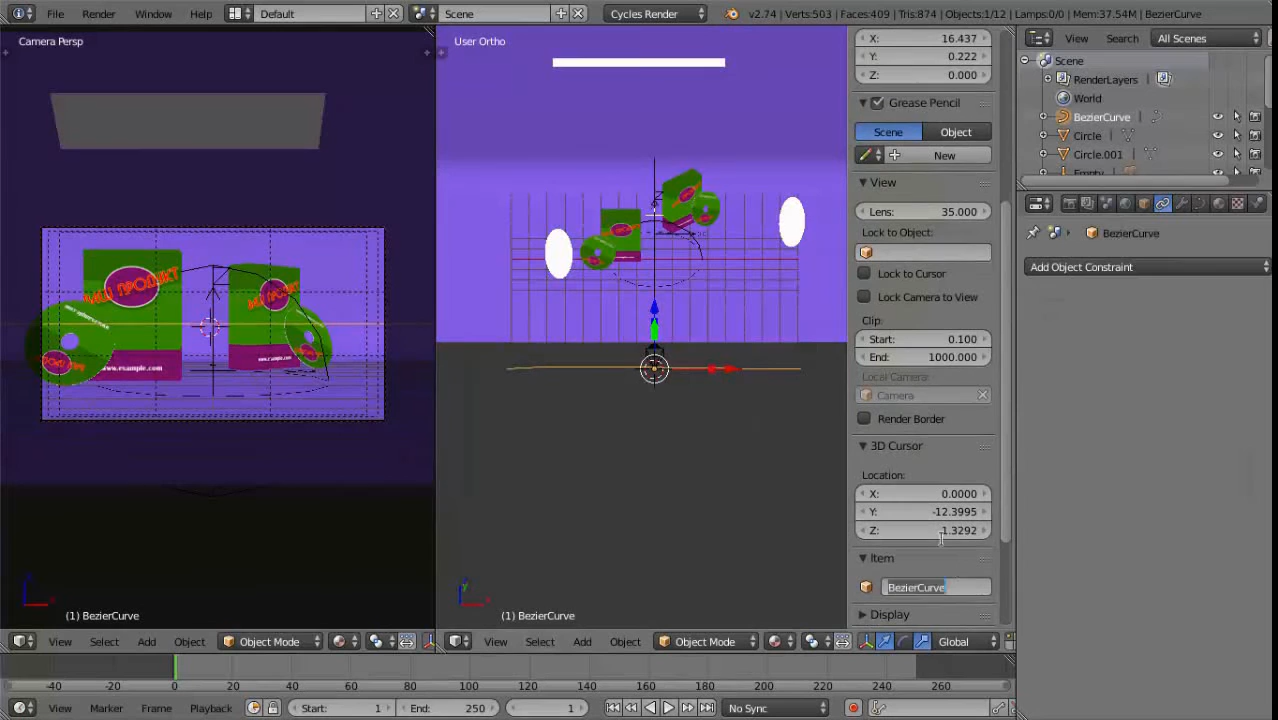 File Render Window Help Default Scene Cycles Render v2.74 | Verts:503 | Faces:409 | Tris:874 | Objects:1/12 | Lamps:0/0 | Mem:37.54M | BezierCurve
Camera Persp
User Ortho
X: 16.437
Y: 0.222
Z: 0.000
Grease Pencil
Scene Object
New
View
Lens: 35.000
Lock to Object:
Lock to Cursor
Lock Camera to View
Clip:
Start: 0.100
End: 1000.000
Local Camera:
Camera
Render Border
3D Cursor
Location:
X: 0.0000
Y: -12.3995
Z: 1.3292
Item
BezierCurve
Display
View Search All Scenes
Scene
RenderLayers
World
BezierCurve
Circle
Circle.001
Empty
BezierCurve
Add Object Constraint
ВАШ ПРОДУКТ
www.example.com
(1) BezierCurve
(1) BezierCurve
View Select Add Object Object Mode
View Select Add Object Object Mode Global
-40 -20 0 20 40 60 80 100 120 140 160 180 200 220 240 260
View Marker Frame Playback Start: 1 End: 250 1 No Sync